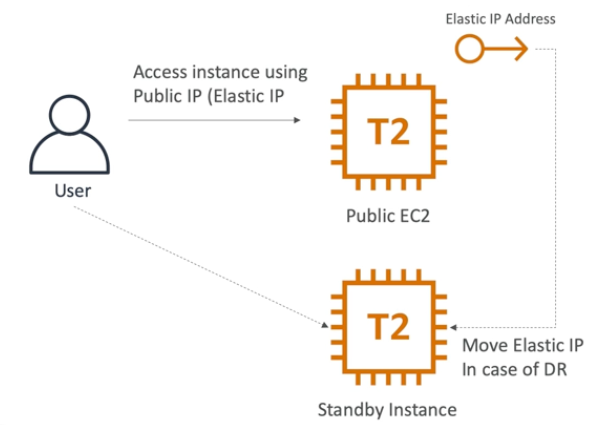 Elastic IP Address
Access instance using
Public IP (Elastic IP
T2
User
Public EC2
T2
Move Elastic IP
In case of DR
Standby Instance